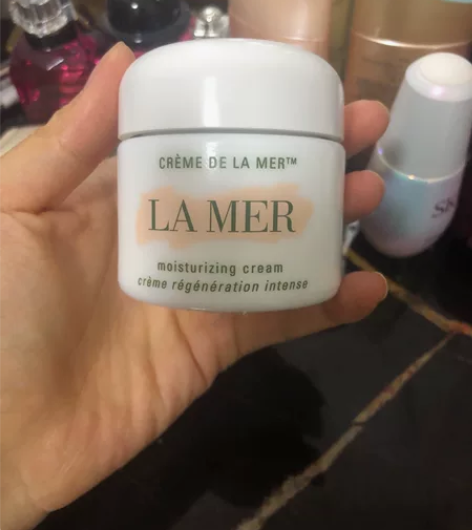 CRÈME DE LA MER™
LA MER
moisturizing cream
crème régénération intense